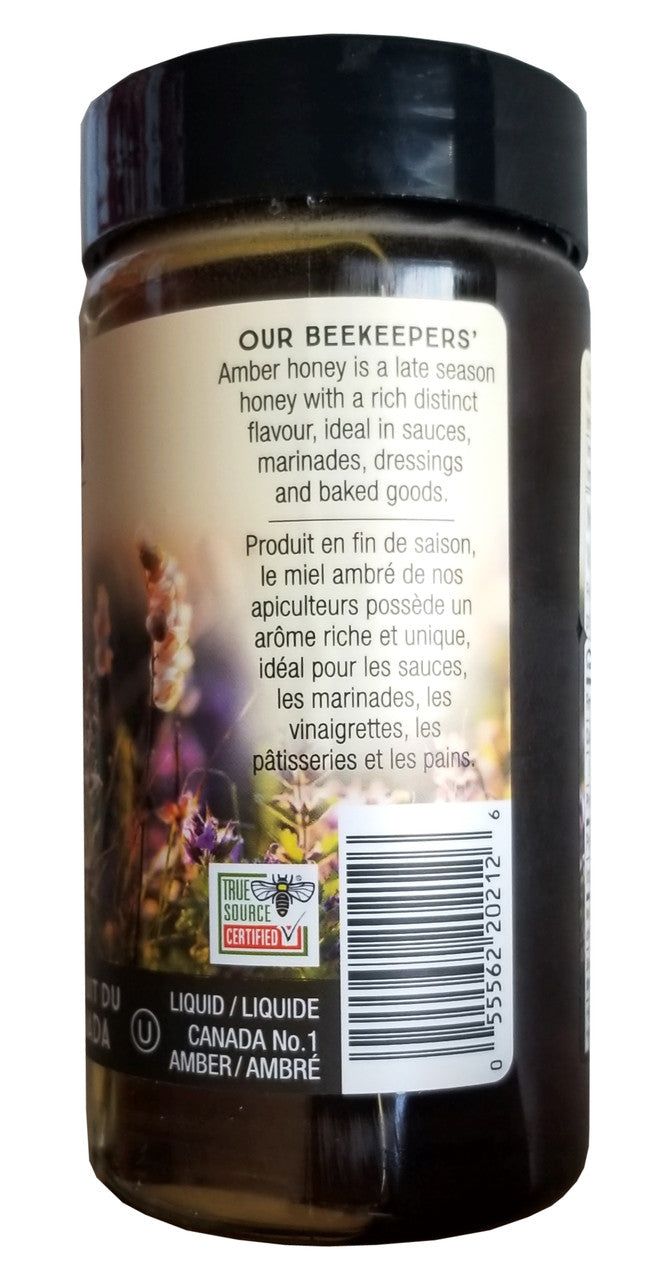 OUR BEEKEEPERS'
Amber honey is a late season
honey with a rich distinct
flavour, ideal in sauces,
marinades, dressings
and baked goods.
Produit en fin de saison,
le miel ambré de nos
apiculteurs possède un
arôme riche et unique,
idéal pour les sauces,
les marinades, les
vinaigrettes, les
pâtisseries et les pains.
TRUE
SOURCE
CERTIFIED
®
DU
U
LIQUID / LIQUIDE
CANADA No.1
AMBER / AMBRÉ
0 55562 20212 6